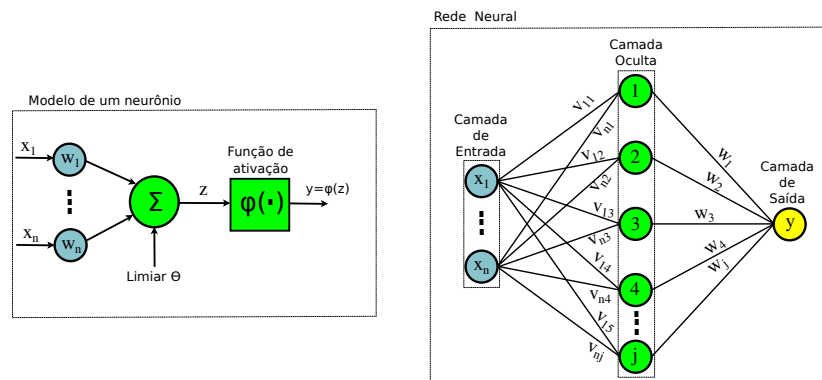 Modelo de um neurônio
x1
w1
xn
wn
Σ
z
Função de
ativação
φ(·)
y=φ(z)
Limiar Θ
Rede Neural
Camada
de
Entrada
x1
xn
Camada
Oculta
1
2
3
4
j
v11
vn1
v12
vn2
v13
vn3
v14
vn4
v15
vnj
w1
w2
w3
w4
wj
Camada
de
Saída
y